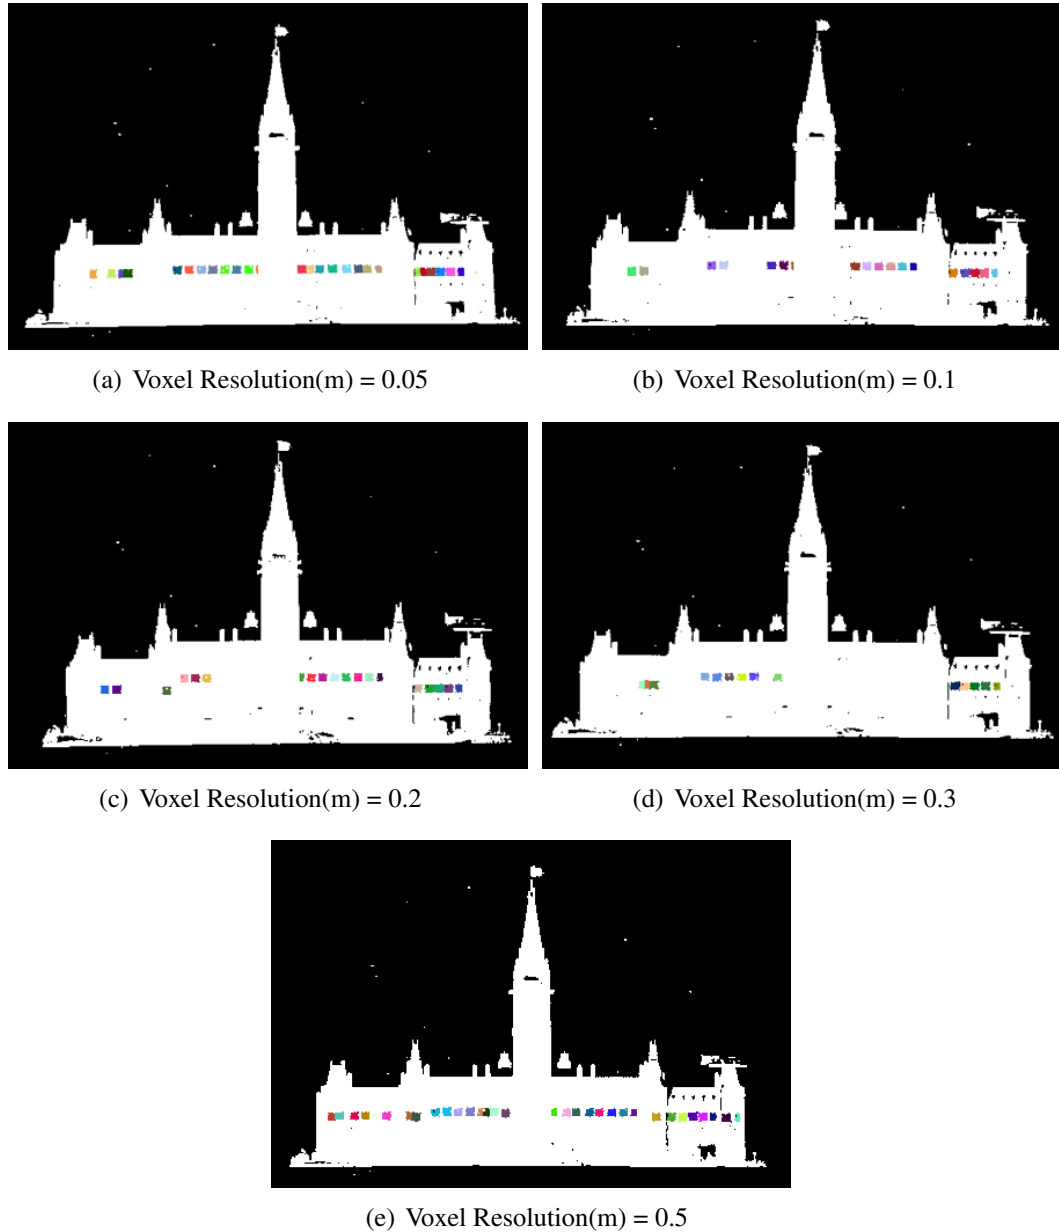 (a) Voxel Resolution(m) = 0.05
(b) Voxel Resolution(m) = 0.1
(c) Voxel Resolution(m) = 0.2
(d) Voxel Resolution(m) = 0.3
(e) Voxel Resolution(m) = 0.5